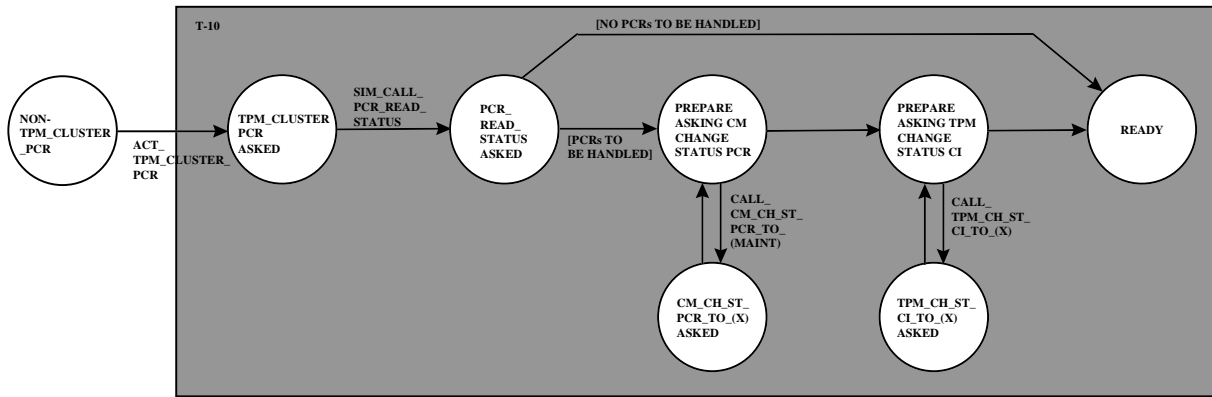 T-10
[NO PCRs TO BE HANDLED]
NON-
TPM_CLUSTER
_PCR
ACT_
TPM_CLUSTER_
PCR
TPM_CLUSTER
PCR
ASKED
SIM_CALL_
PCR_READ_
STATUS
PCR_
READ_
STATUS
ASKED
[PCRs TO
BE HANDLED]
PREPARE
ASKING CM
CHANGE
STATUS PCR
PREPARE
ASKING TPM
CHANGE
STATUS CI
READY
CALL_
CM_CH_ST_
PCR_TO_
(MAINT)
CALL_
TPM_CH_ST_
CI_TO_(X)
CM_CH_ST_
PCR_TO_(X)
ASKED
TPM_CH_ST_
CI_TO_(X)
ASKED